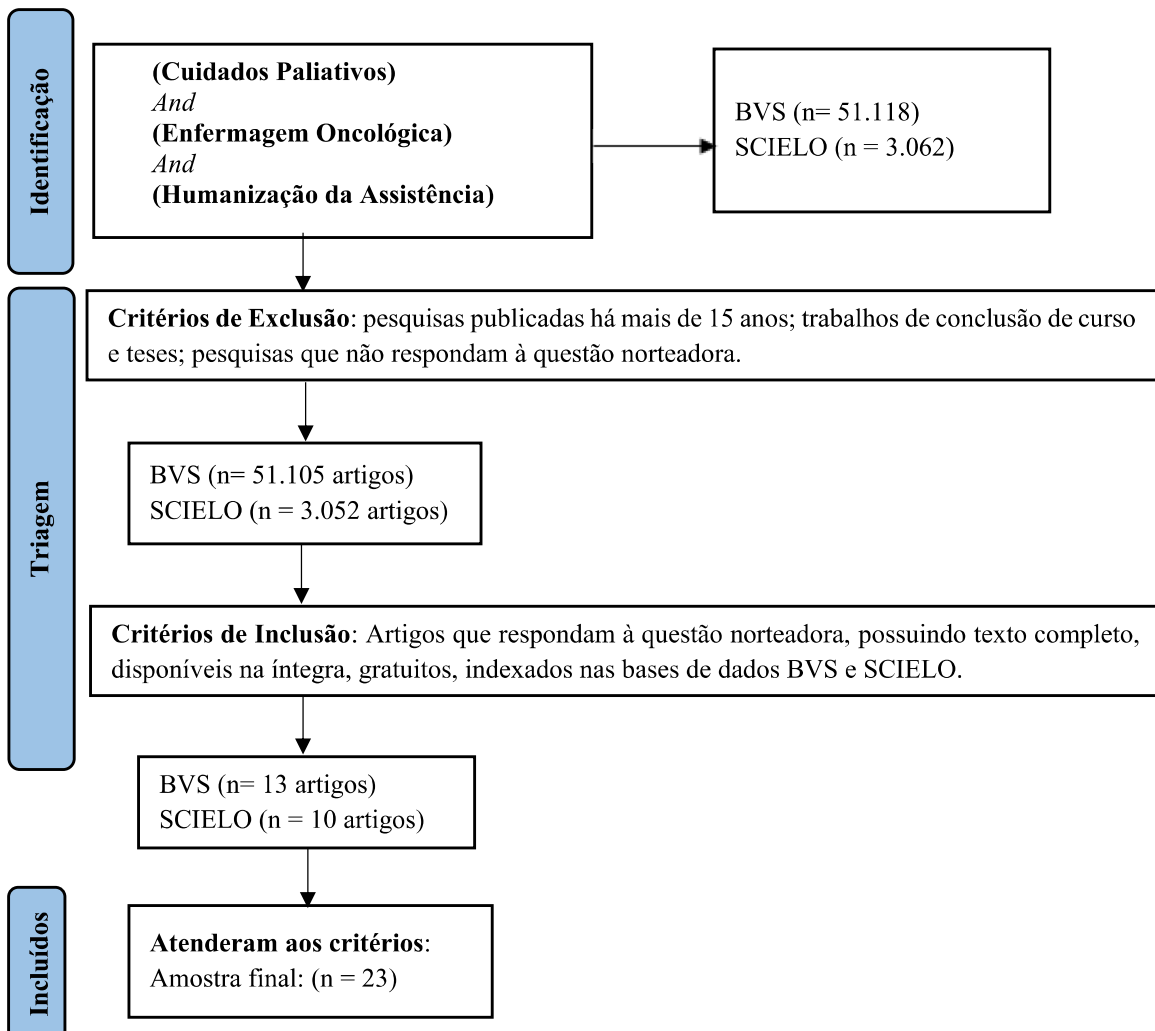 Identificação
(Cuidados Paliativos)
And
(Enfermagem Oncológica)
And
(Humanização da Assistência)
BVS (n= 51.118)
SCIELO (n = 3.062)
Triagem
Critérios de Exclusão: pesquisas publicadas há mais de 15 anos; trabalhos de conclusão de curso
e teses; pesquisas que não respondam à questão norteadora.
BVS (n= 51.105 artigos)
SCIELO (n = 3.052 artigos)
Critérios de Inclusão: Artigos que respondam à questão norteadora, possuindo texto completo,
disponíveis na íntegra, gratuitos, indexados nas bases de dados BVS e SCIELO.
BVS (n= 13 artigos)
SCIELO (n = 10 artigos)
Incluídos
Atenderam aos critérios:
Amostra final: (n = 23)